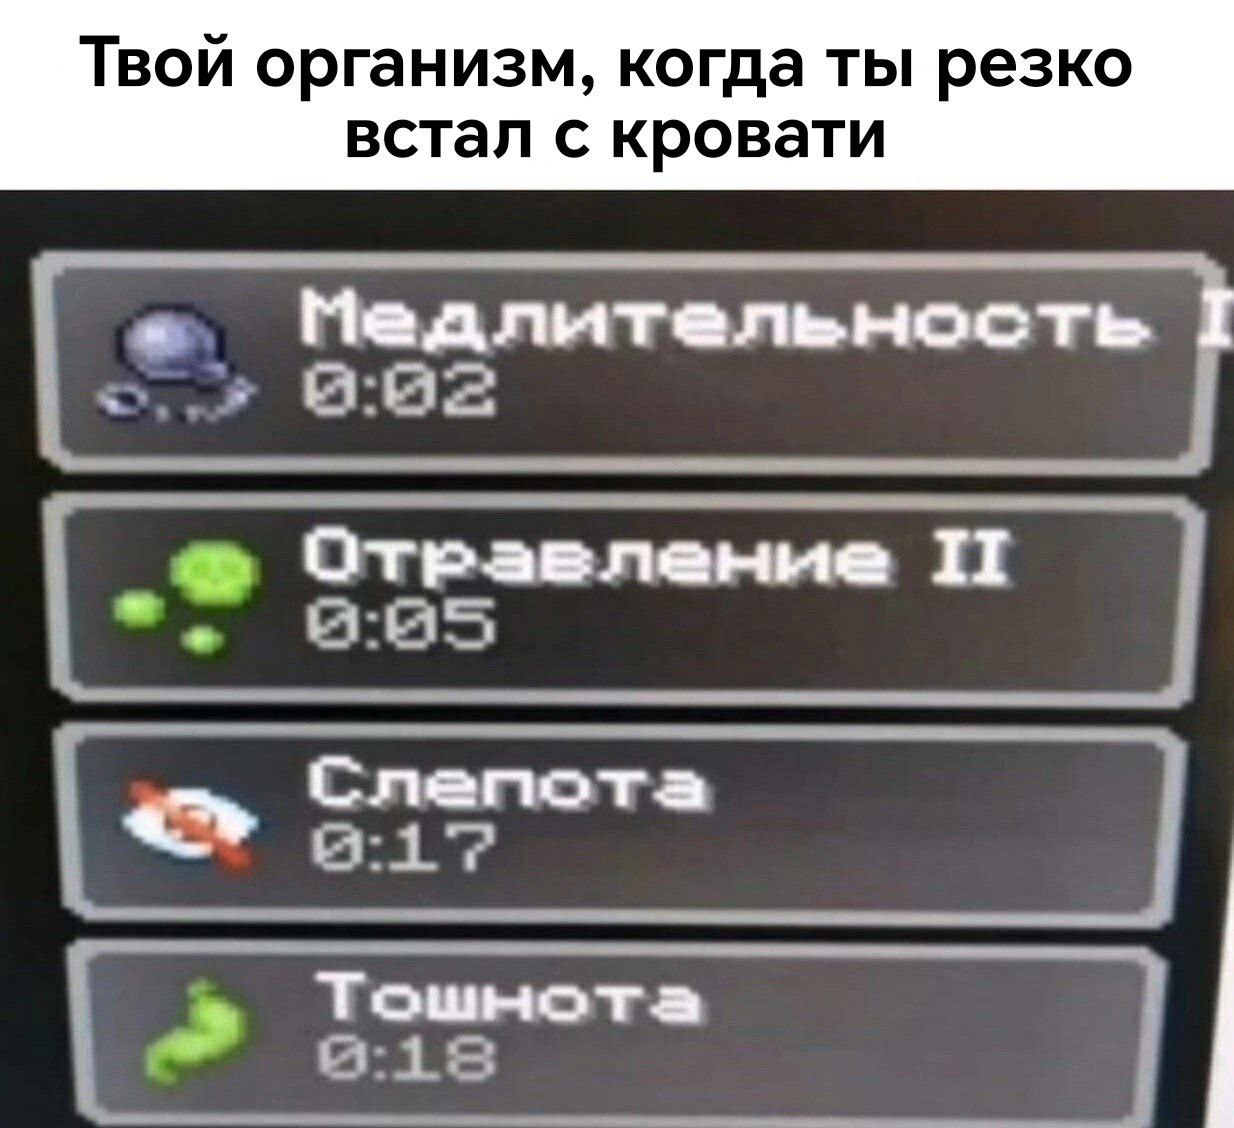 Твой организм, когда ты резко
встал с кровати
Медлительность I
0:02
Отравление II
0:05
Слепота
0:17
Тошнота
0:18